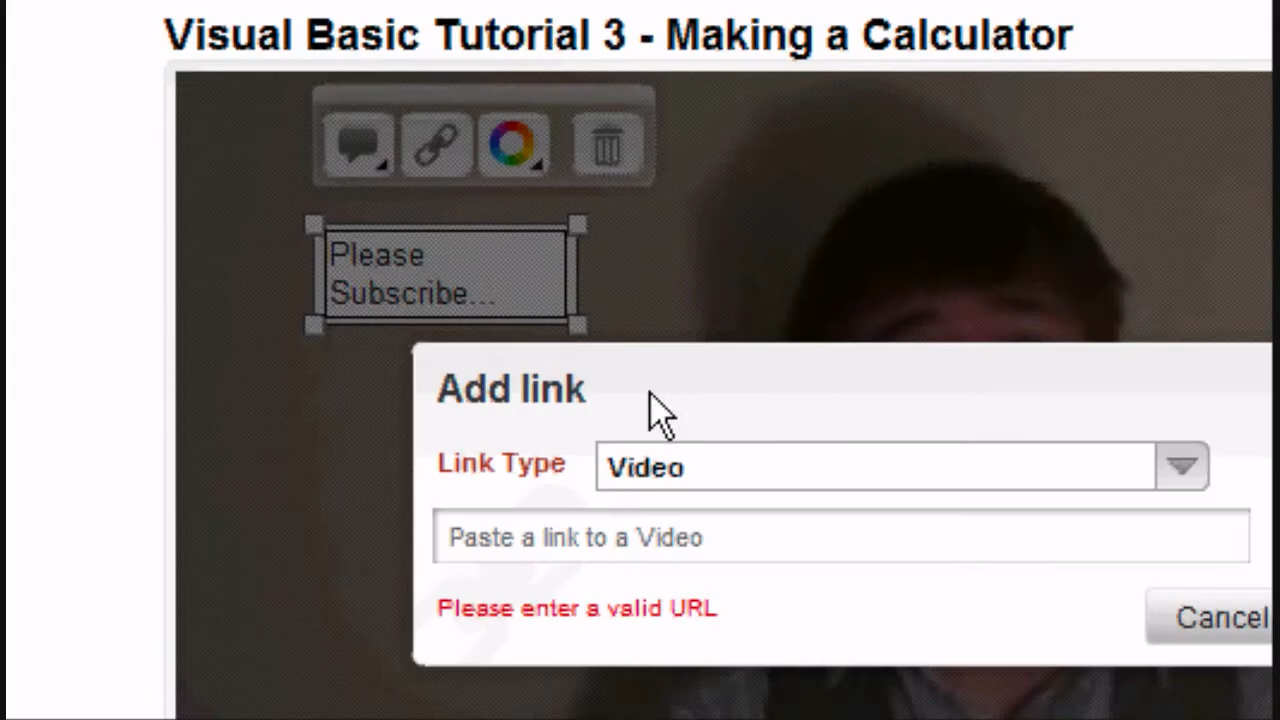 Visual Basic Tutorial 3 - Making a Calculator
Please
Subscribe...
Add link
Link Type
Video
Paste a link to a Video
Please enter a valid URL
Cancel